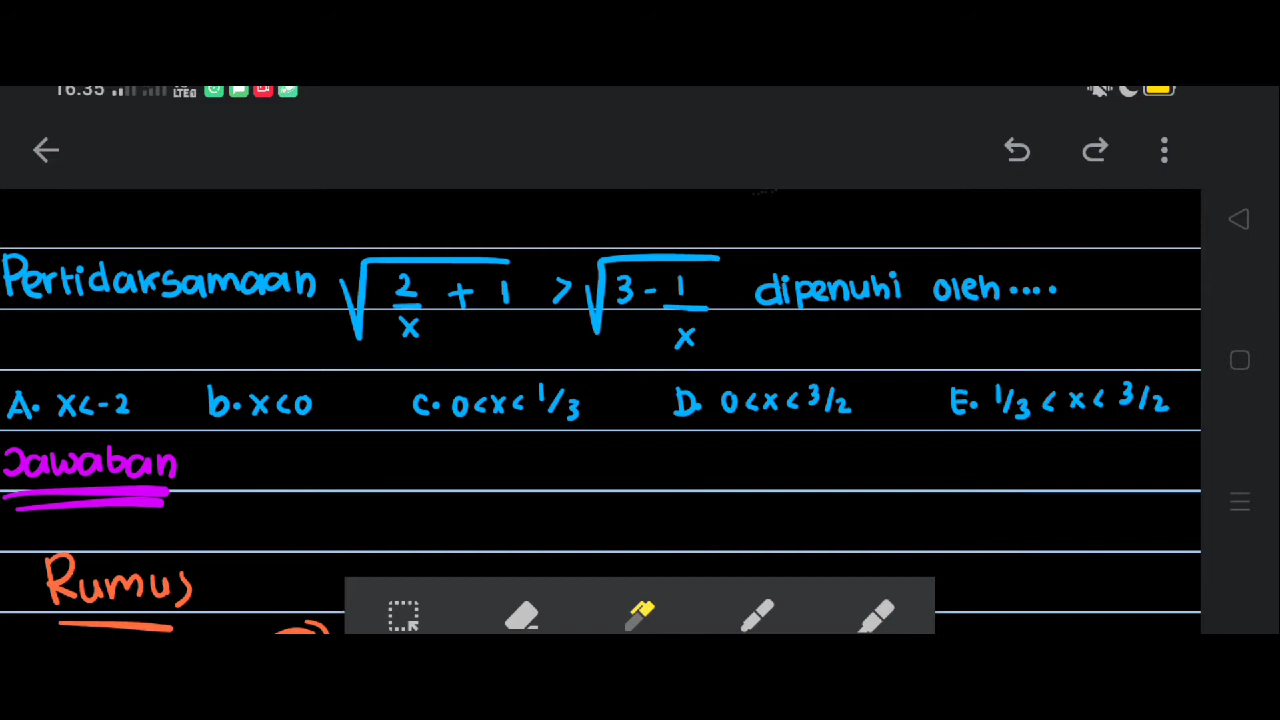 16.35 LTE
Pertidaksamaan √(2/x + 1) > √(3 - 1/x) dipenuhi oleh....
A. x<-2 b. x<0 C. 0<x<1/3 D. 0<x<3/2 E. 1/3<x<3/2
Jawaban
Rumus